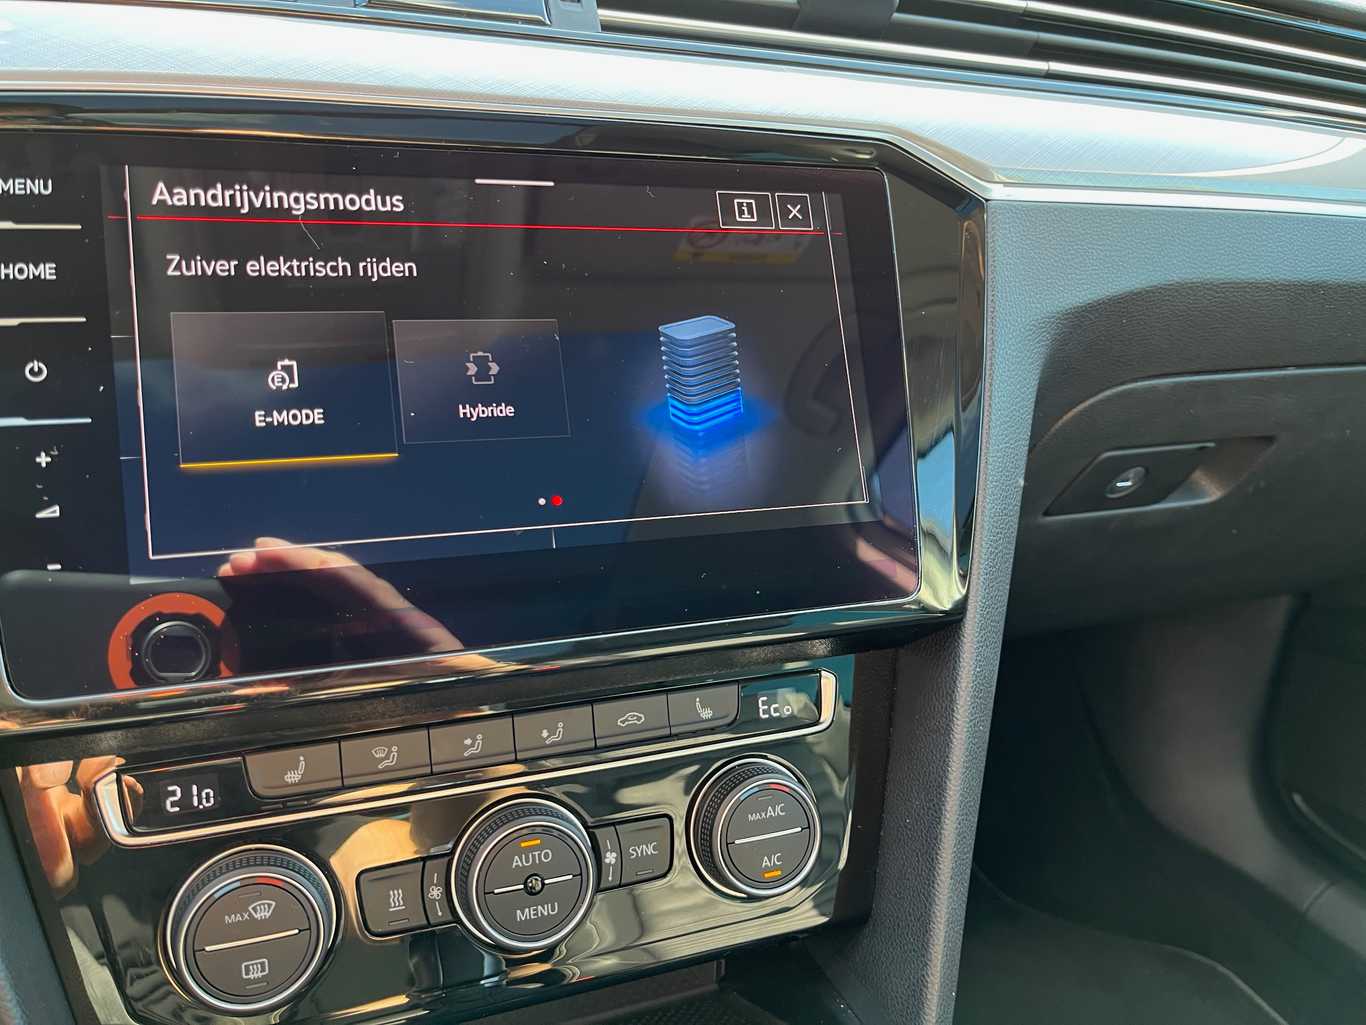 MENU
Aandrijvingsmodus
i X
HOME
Zuiver elektrisch rijden
E
E-MODE
Hybride
+
-
21.0
Eco
MAX A/C
A/C
AUTO
MENU
SYNC
MAX